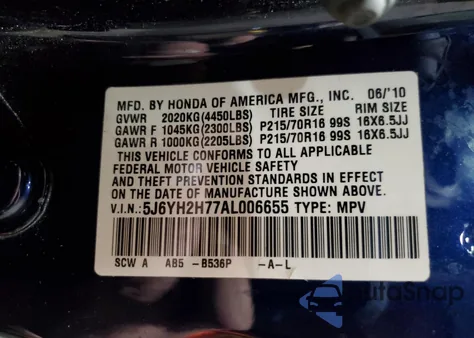 MFD. BY HONDA OF AMERICA MFG., INC. 06/'10
GVWR 2020KG(4450LBS) TIRE SIZE RIM SIZE
GAWR F 1045KG(2300LBS) P215/70R16 99S 16X6.5JJ
GAWR R 1000KG(2205LBS) P215/70R16 99S 16X6.5JJ
THIS VEHICLE CONFORMS TO ALL APPLICABLE
FEDERAL MOTOR VEHICLE SAFETY
AND THEFT PREVENTION STANDARDS IN EFFECT
ON THE DATE OF MANUFACTURE SHOWN ABOVE.
V.I.N.: 5J6YH2H77AL006655 TYPE: MPV
SCW A AB5 -B536P -A-L
AutoSnap